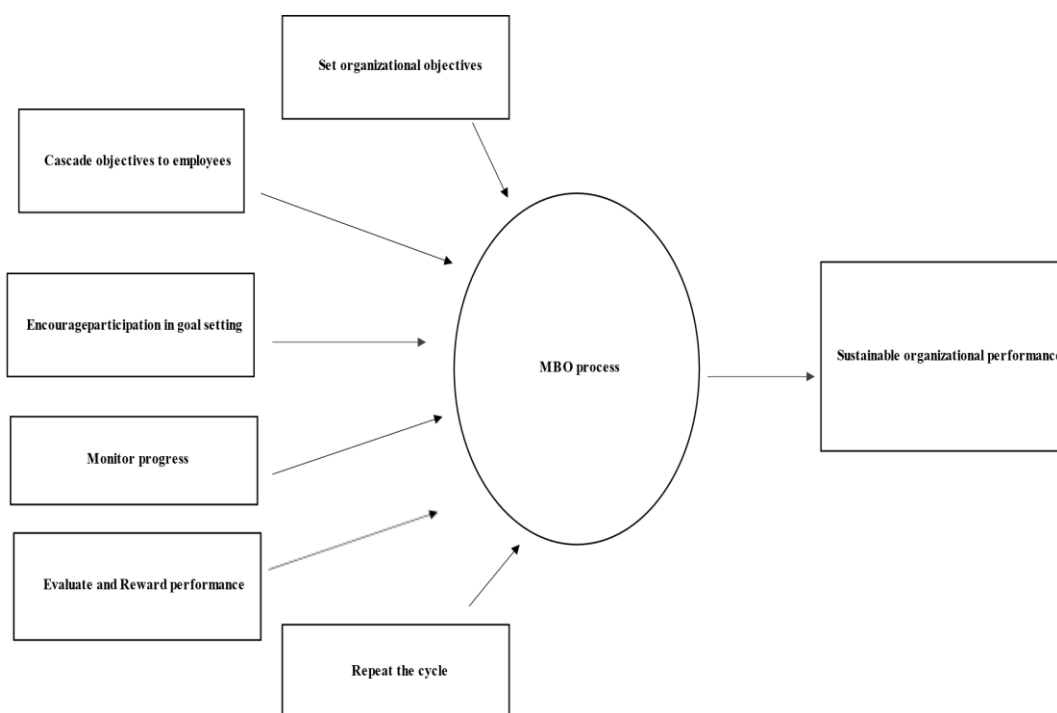 Set organizational objectives
Cascade objectives to employees
Encourageparticipation in goal setting
Monitor progress
Evaluate and Reward performance
Repeat the cycle
MBO process
Sustainable organizational performance